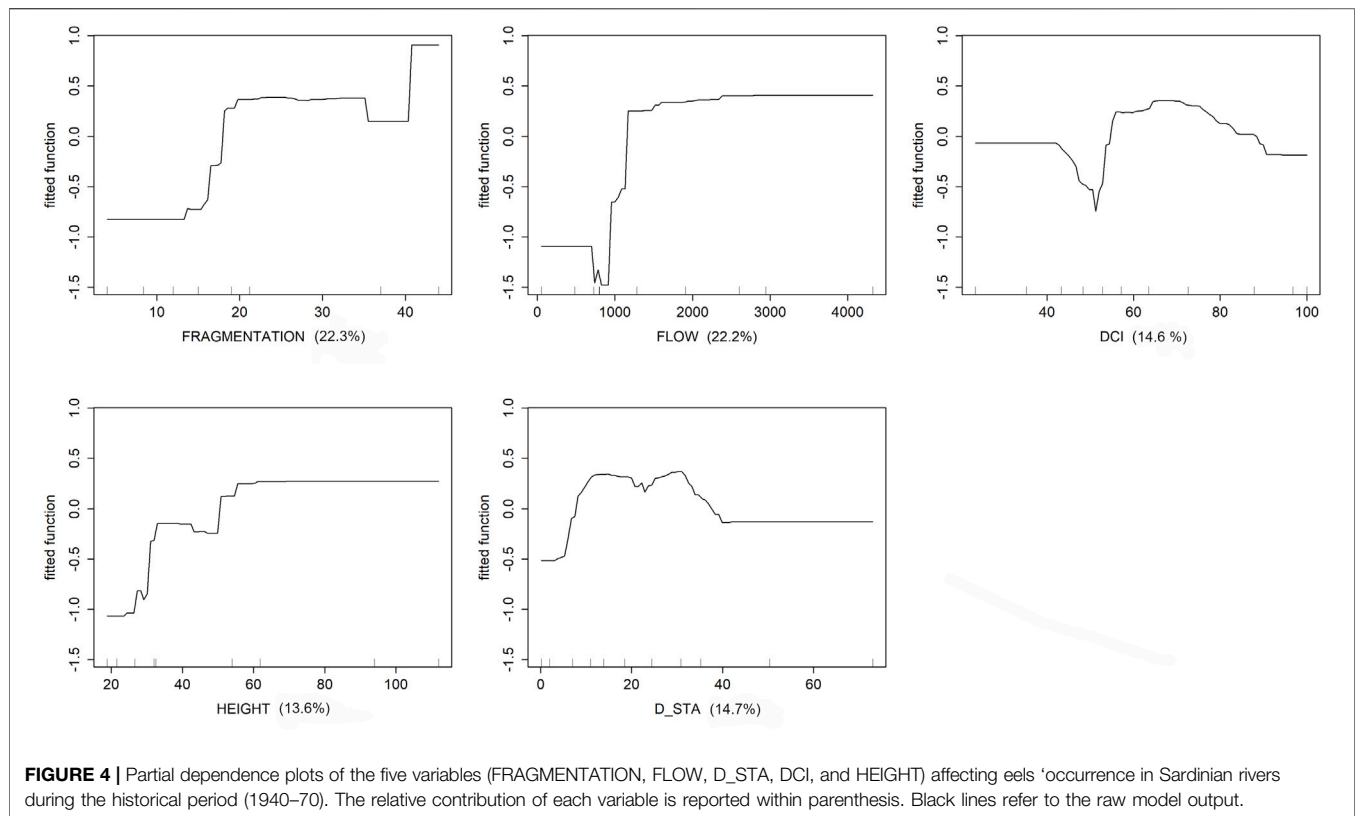 1.0
0.5
0.0
-0.5
-1.0
-1.5
fitted function
10 20 30 40
FRAGMENTATION (22.3%)
1.0
0.5
0.0
-0.5
-1.0
-1.5
fitted function
0 1000 2000 3000 4000
FLOW (22.2%)
1.0
0.5
0.0
-0.5
-1.0
-1.5
fitted function
40 60 80 100
DCI (14.6 %)
1.0
0.5
0.0
-0.5
-1.0
-1.5
fitted function
20 40 60 80 100
HEIGHT (13.6%)
1.0
0.5
0.0
-0.5
-1.0
-1.5
fitted function
0 20 40 60
D_STA (14.7%)
FIGURE 4 | Partial dependence plots of the five variables (FRAGMENTATION, FLOW, D_STA, DCI, and HEIGHT) affecting eels ‘occurrence in Sardinian rivers
during the historical period (1940–70). The relative contribution of each variable is reported within parenthesis. Black lines refer to the raw model output.